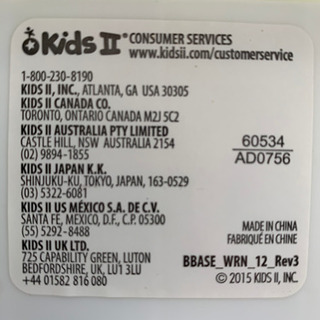 Kids II CONSUMER SERVICES
www.kidsii.com/customerservice
1-800-230-8190
KIDS II, INC., ATLANTA, GA USA 30305
KIDS II CANADA CO.
TORONTO, ONTARIO CANADA M2J 5C2
KIDS II AUSTRALIA PTY LIMITED
CASTLE HILL, NSW AUSTRALIA 2154
(02) 9894-1855
60534
AD0756
KIDS II JAPAN K.K.
SHINJUKU-KU, TOKYO, JAPAN, 163-0529
(03) 5322-6081
KIDS II US MÉXICO S.A. DE C.V.
SANTA FE, MEXICO, D.F., C.P. 05300
(55) 5292-8488
KIDS II UK LTD.
725 CAPABILITY GREEN, LUTON
BEDFORDSHIRE, UK, LU1 3LU
+44 01582 816 080
MADE IN CHINA
FABRIQUÉ EN CHINE
BBASE_WRN_12_Rev3
© 2015 KIDS II, INC.